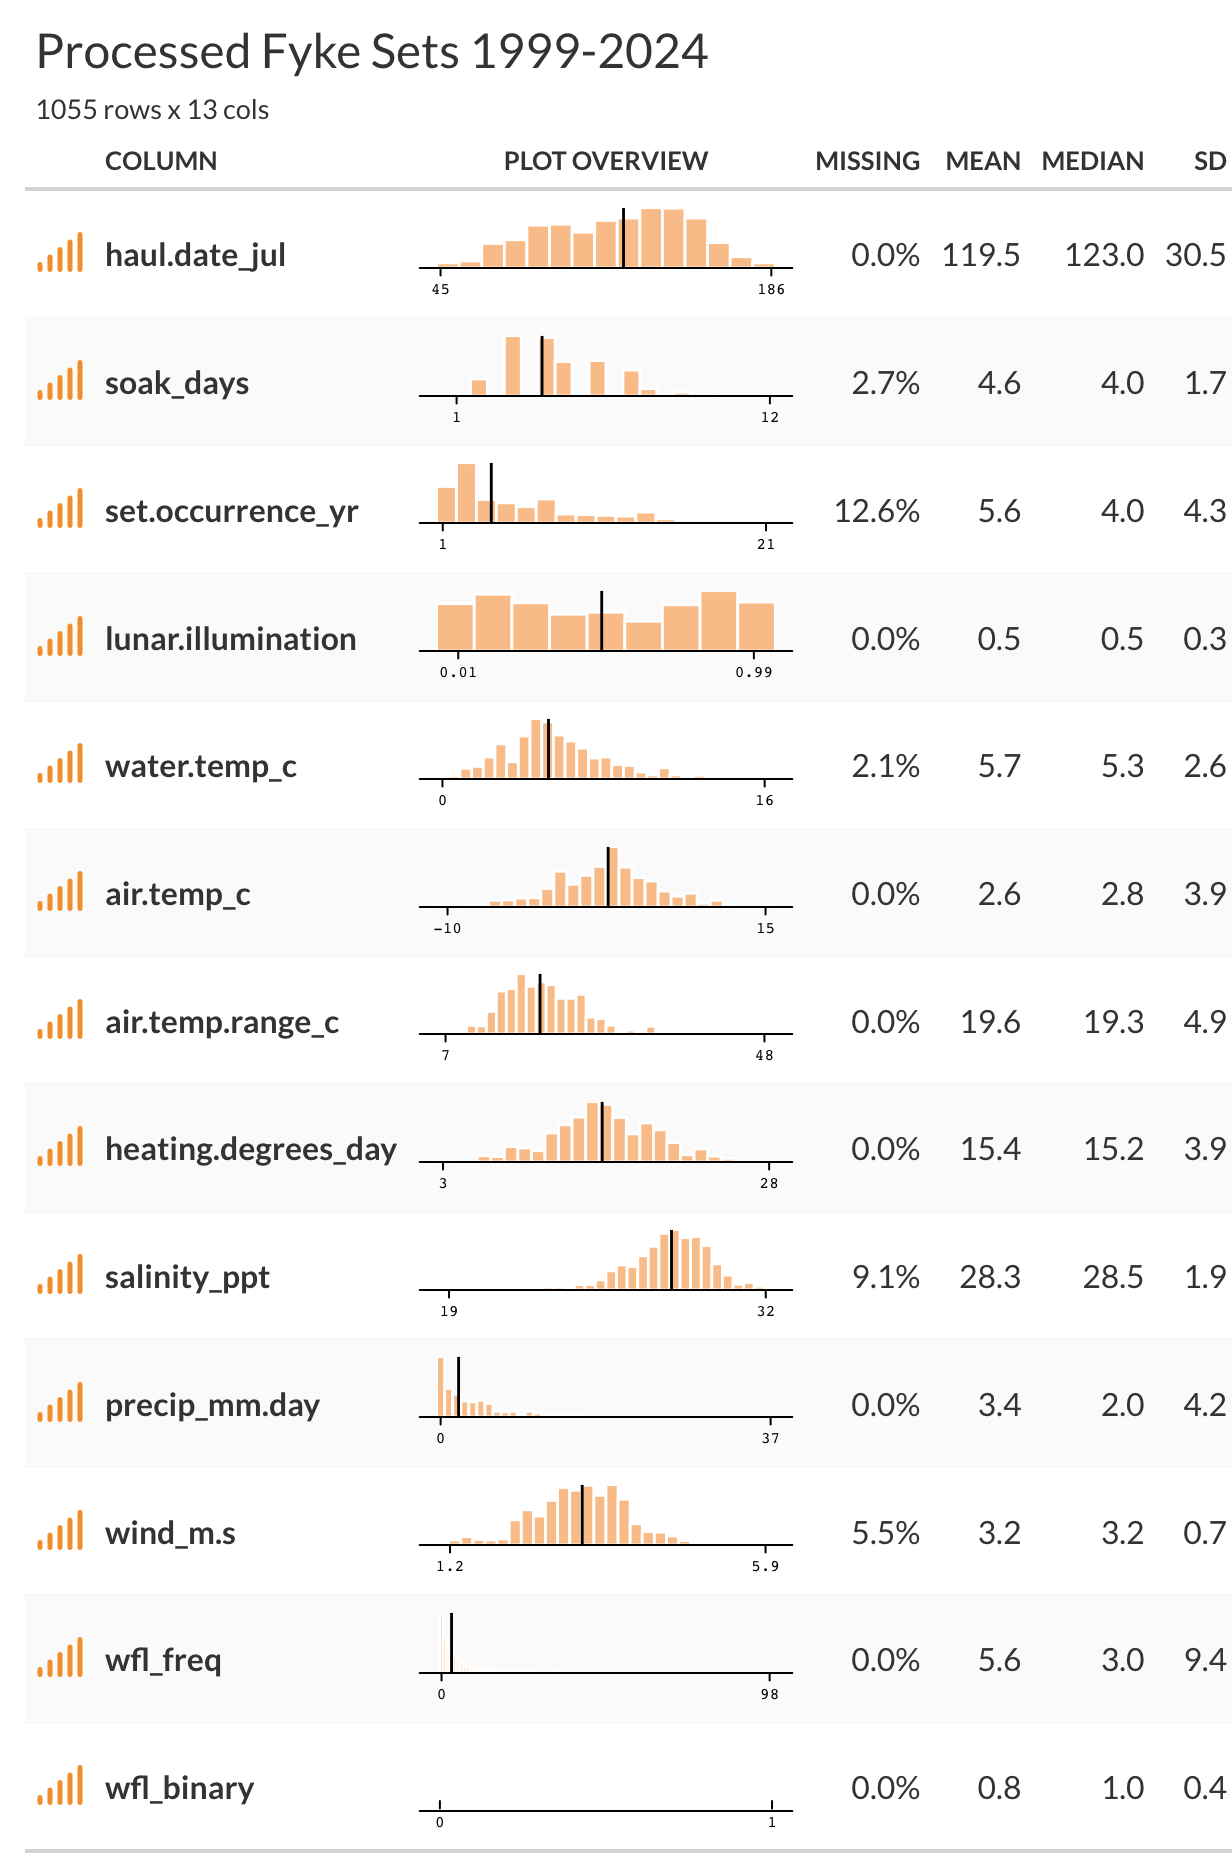 Processed Fyke Sets 1999-2024
1055 rows x 13 cols
COLUMN PLOT OVERVIEW MISSING MEAN MEDIAN SD
haul.date_jul 0.0% 119.5 123.0 30.5
45 186
soak_days 2.7% 4.6 4.0 1.7
1 12
set.occurrence_yr 12.6% 5.6 4.0 4.3
1 21
lunar.illumination 0.0% 0.5 0.5 0.3
0.01 0.99
water.temp_c 2.1% 5.7 5.3 2.6
0 16
air.temp_c 0.0% 2.6 2.8 3.9
−10 15
air.temp.range_c 0.0% 19.6 19.3 4.9
7 48
heating.degrees_day 0.0% 15.4 15.2 3.9
3 28
salinity_ppt 9.1% 28.3 28.5 1.9
19 32
precip_mm.day 0.0% 3.4 2.0 4.2
0 37
wind_m.s 5.5% 3.2 3.2 0.7
1.2 5.9
wfl_freq 0.0% 5.6 3.0 9.4
0 98
wfl_binary 0.0% 0.8 1.0 0.4
0 1